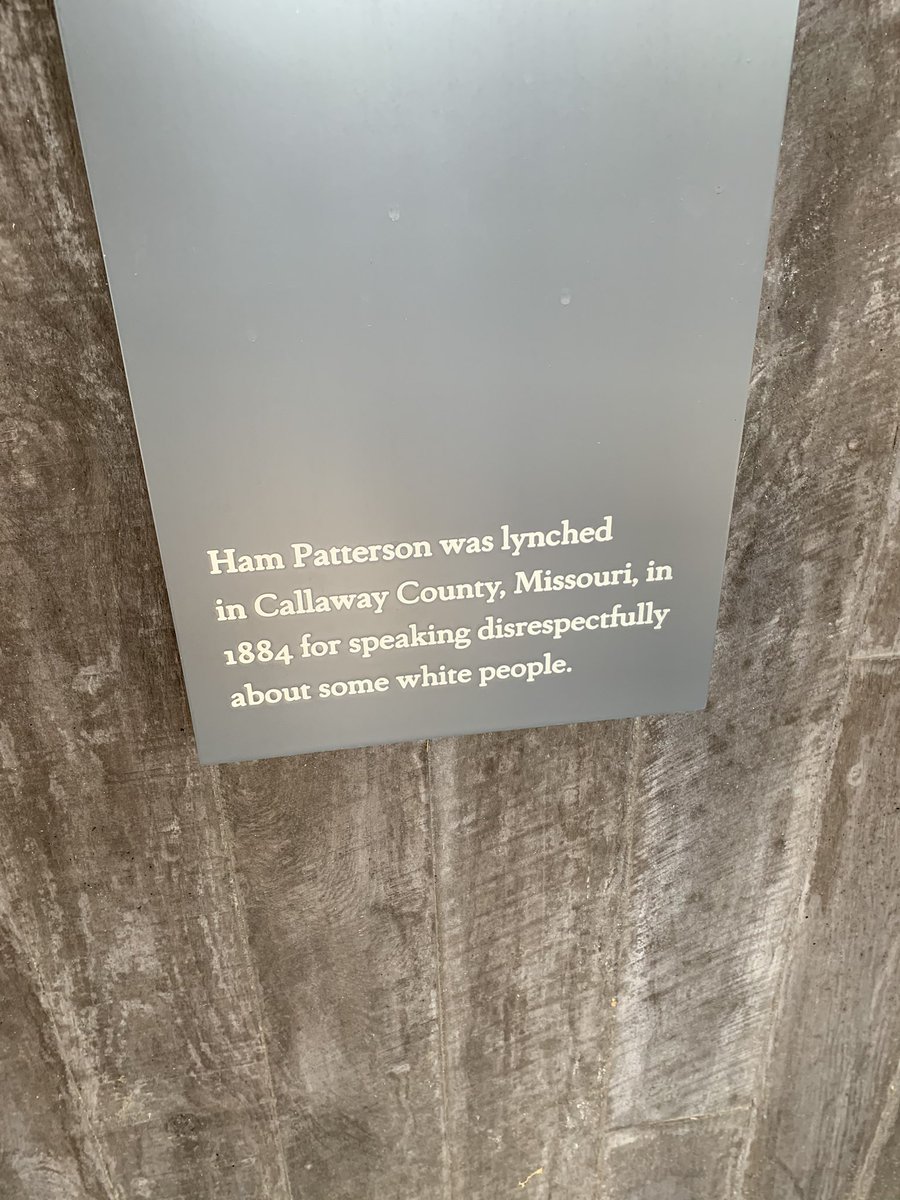 Ham Patterson was lynched
in Callaway County, Missouri, in
1884 for speaking disrespectfully
about some white people.